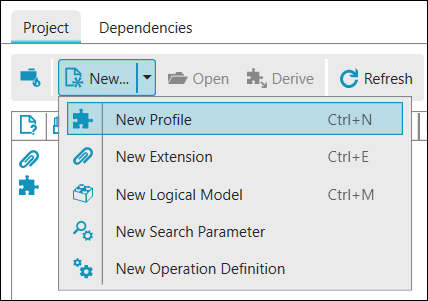 Project Dependencies
New... Open Derive Refresh
New Profile Ctrl+N
New Extension Ctrl+E
New Logical Model Ctrl+M
New Search Parameter
New Operation Definition